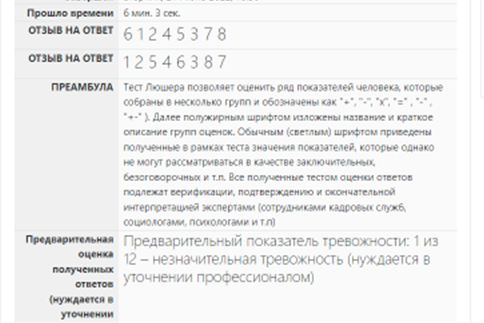 Прошло времени 6 мин. 3 сек.
ОТЗЫВ НА ОТВЕТ 6 1 2 4 5 3 7 8
ОТЗЫВ НА ОТВЕТ 1 2 5 4 6 3 8 7
ПРЕАМБУЛА Тест Люшера позволяет оценить ряд показателей человека, которые
собраны в несколько групп и обозначены как "+", "-", "x", "=" , "-" ,
"+-" ). Далее полужирным шрифтом изложены название и краткое
описание групп оценок. Обычным (светлым) шрифтом приведены
полученные в рамках теста значения показателей, которые однако
не могут рассматриваться в качестве заключительных,
безоговорочных и т.п. Все полученные тестом оценки ответов
подлежат верификации, подтверждению и окончательной
интерпретацией экспертами (сотрудниками кадровых служб,
социологами, психологами и т.п)
Предварительная
оценка
полученных
ответов
(нуждается в
уточнении
Предварительный показатель тревожности: 1 из
12 – незначительная тревожность (нуждается в
уточнении профессионалом)